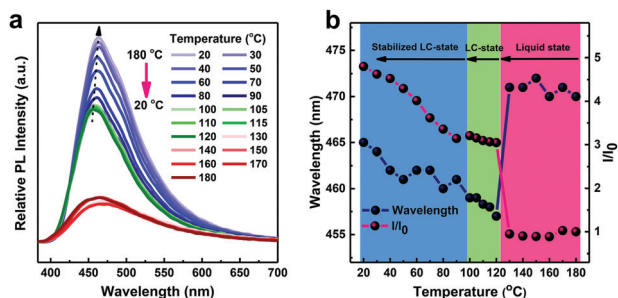 a
Relative PL Intensity (a.u.)
180 °C
20 °C
Temperature (°C)
20 30
40 50
60 70
80 90
100 105
110 115
120 130
140 150
160 170
180
400 450 500 550 600 650 700
Wavelength (nm)
b
Stabilized LC-state LC-state Liquid state
Wavelength (nm)
475
470
465
460
455
Wavelength
I/I0
5
4
3
2
1
I/I0
20 40 60 80 100 120 140 160 180
Temperature (°C)